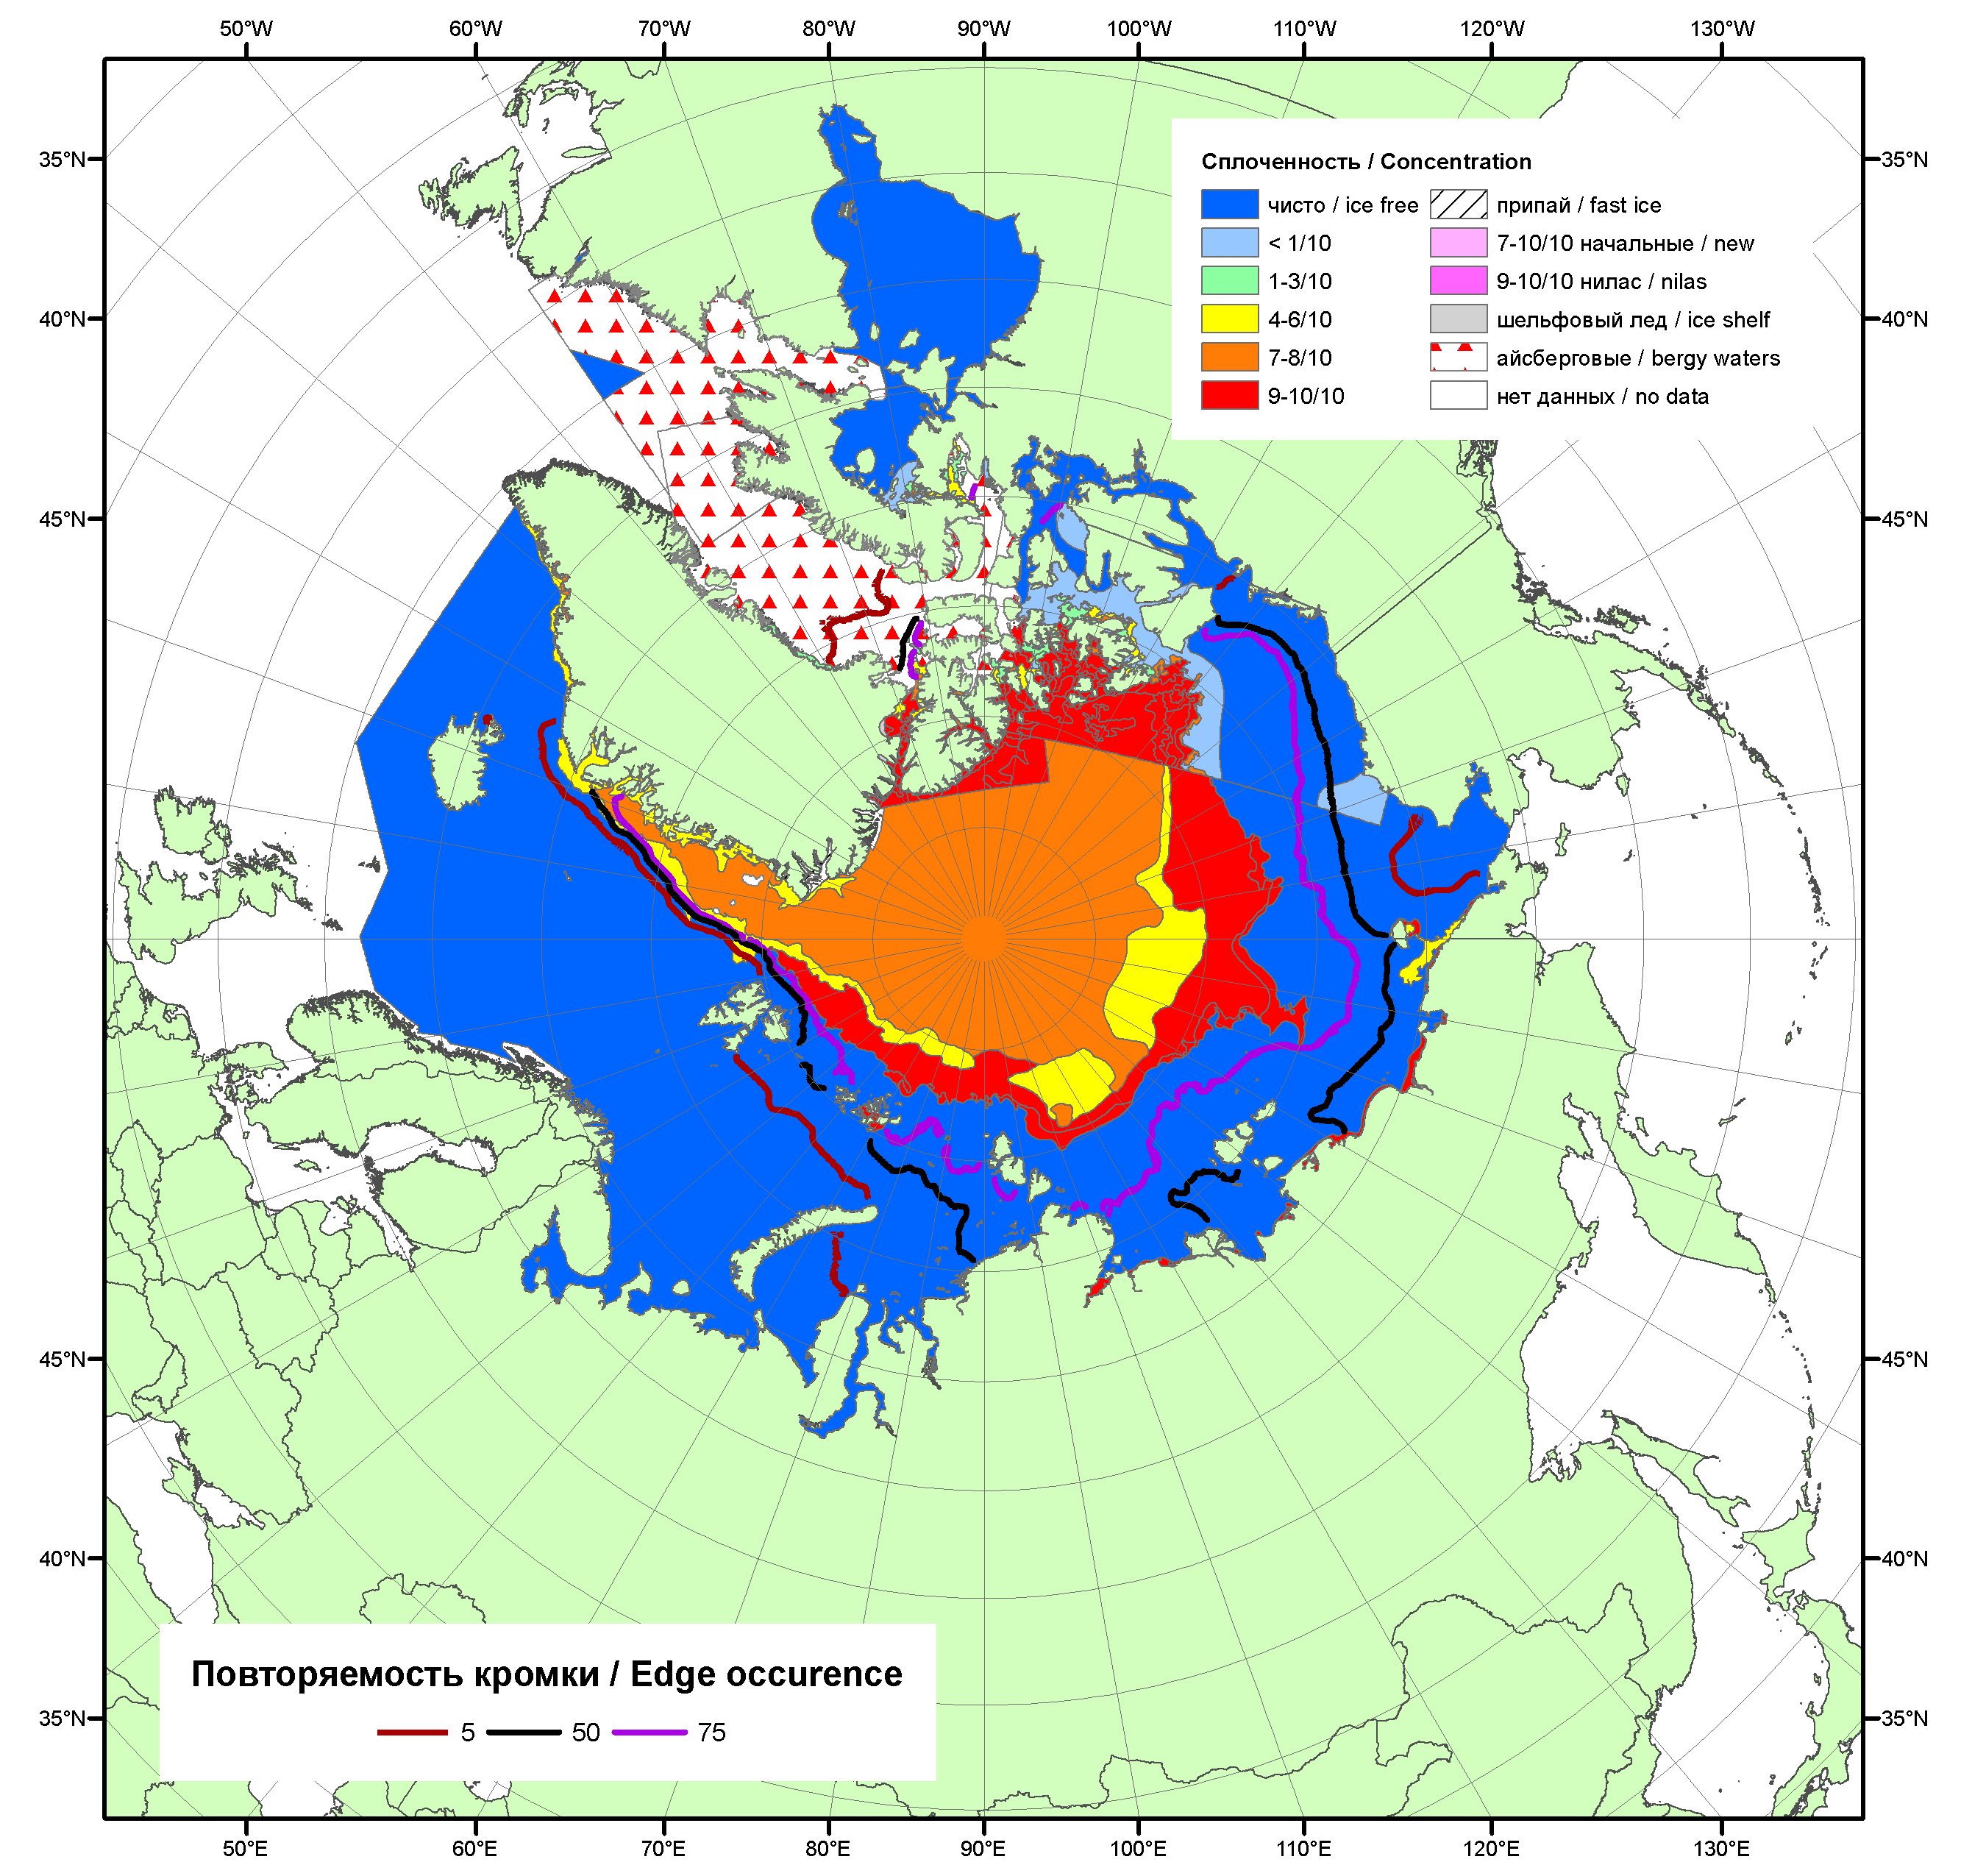 50°W 60°W 70°W 80°W 90°W 100°W 110°W 120°W 130°W
35°N 35°N
40°N 40°N
45°N 45°N
Сплоченность / Concentration
чисто / ice free
< 1/10
1-3/10
4-6/10
7-8/10
9-10/10
припай / fast ice
7-10/10 начальные / new
9-10/10 нилас / nilas
шельфовый лед / ice shelf
айсберговые / bergy waters
нет данных / no data
45°N 45°N
40°N 40°N
35°N 35°N
Повторяемость кромки / Edge occurence
5 50 75
50°E 60°E 70°E 80°E 90°E 100°E 110°E 120°E 130°E